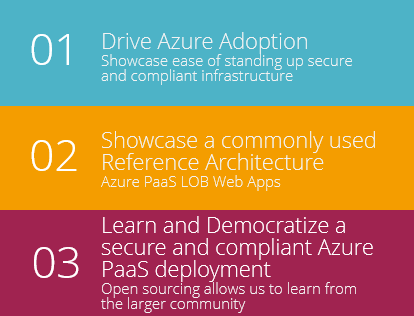 01
Drive Azure Adoption
Showcase ease of standing up secure
and compliant infrastructure
02
Showcase a commonly used
Reference Architecture
Azure PaaS LOB Web Apps
03
Learn and Democratize a
secure and compliant Azure
PaaS deployment
Open sourcing allows us to learn from
the larger community